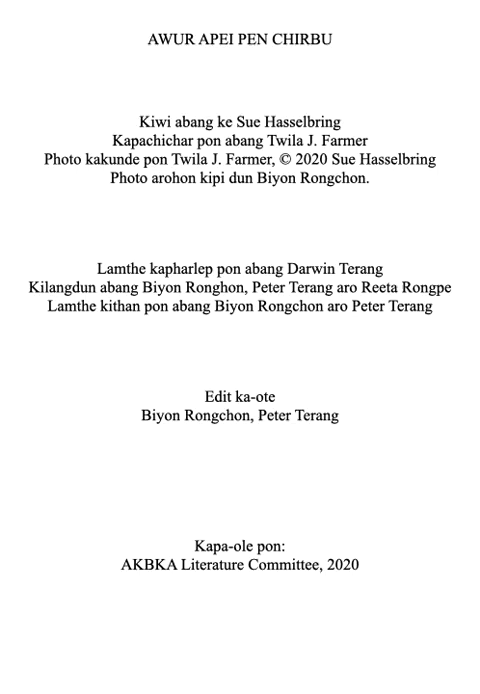 AWUR APEI PEN CHIRBU
Kiwi abang ke Sue Hasselbring
Kapachichar pon abang Twila J. Farmer
Photo kakunde pon Twila J. Farmer, © 2020 Sue Hasselbring
Photo arohon kipi dun Biyon Rongchon.
Lamthe kapharlep pon abang Darwin Terang
Kilangdun abang Biyon Ronghon, Peter Terang aro Reeta Rongpe
Lamthe kithan pon abang Biyon Rongchon aro Peter Terang
Edit ka-ote
Biyon Rongchon, Peter Terang
Kapa-ole pon:
AKBKA Literature Committee, 2020